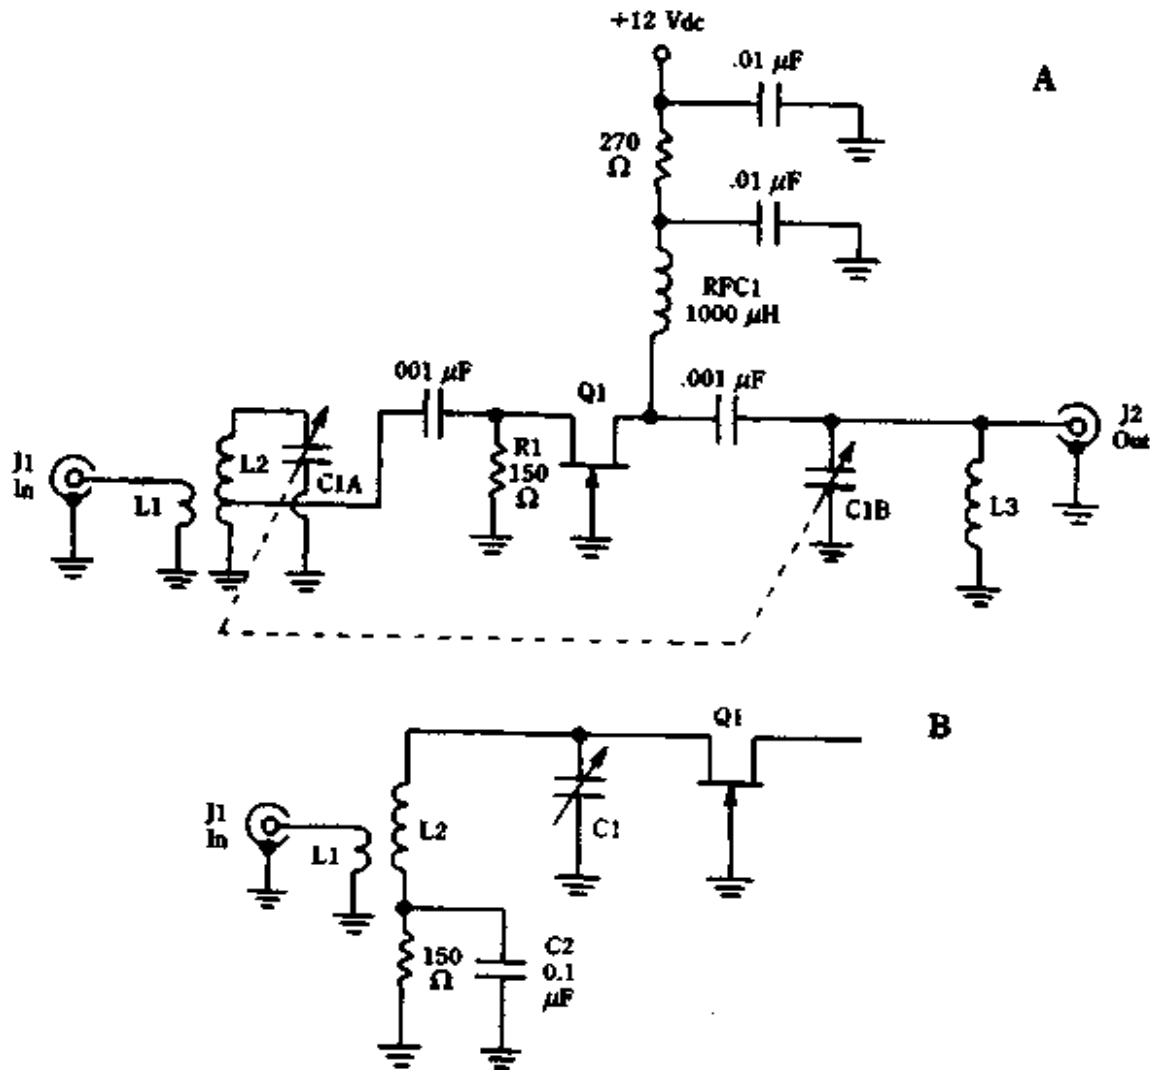 +12 Vdc
.01 µF
A
270
Ω
.01 µF
RFC1
1000 µH
001 µF
Q1
.001 µF
J1
In
L1
L2
C1A
R1
150
Ω
C1B
L3
J2
Out
Q1
B
J1
In
L1
L2
C1
150
Ω
C2
0.1
µF